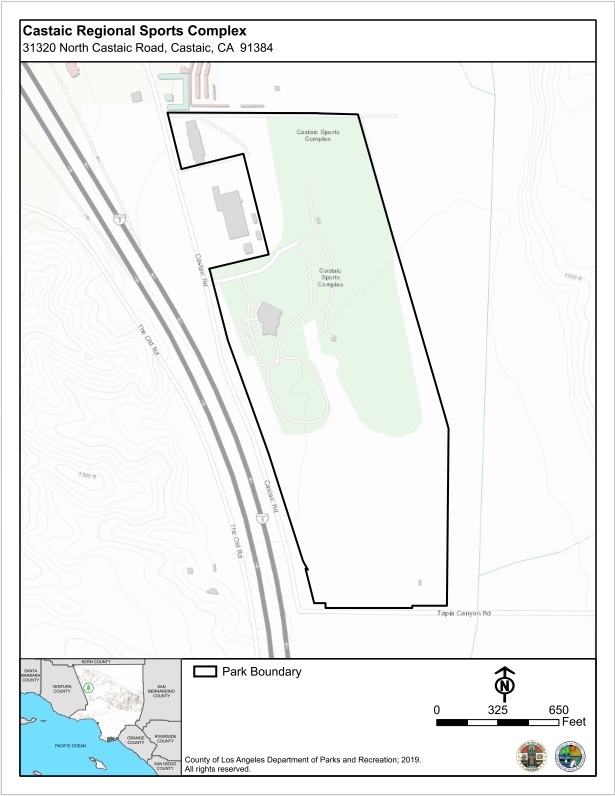 Castaic Regional Sports Complex
31320 North Castaic Road, Castaic, CA  91384
Castaic Sports
Complex
5
1200 ft
Castaic Rd
Castaic
Sports
Complex
The Old Rd
1300 ft
Castaic Rd
5
The Old Rd
Tapia Canyon Rd
KERN COUNTY
SANTA
BARBARA
COUNTY
VENTURA
COUNTY
SAN
BERNARDINO
COUNTY
ORANGE
COUNTY
RIVERSIDE
COUNTY
PACIFIC OCEAN
SAN DIEGO
COUNTY
Park Boundary
N
0 325 650
Feet
County of Los Angeles Department of Parks and Recreation; 2019.
All rights reserved.